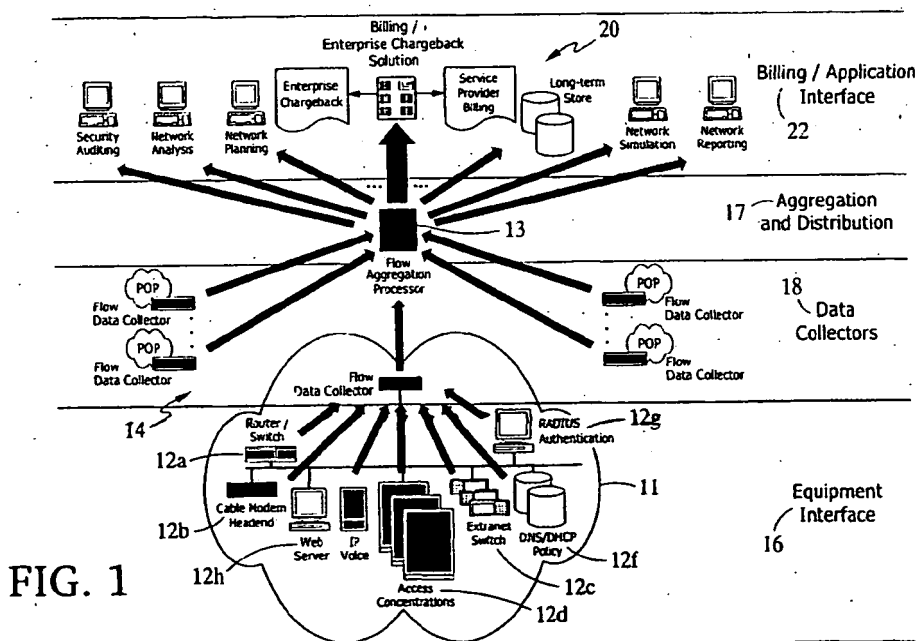 Billing /
Enterprise Chargeback
Solution
20
Enterprise
Chargeback
Service
Provider
Billing
Long-term
Store
Billing / Application
Interface
22
Security
Auditing
Network
Analysis
Network
Planning
Network
Simulation
Network
Reporting
17
Aggregation
and Distribution
13
Flow
Aggregation
Processor
POP
Flow
Data Collector
POP
Flow
Data Collector
POP
Flow
Data Collector
POP
Flow
Data Collector
18
Data
Collectors
14
Flow
Data Collector
Router /
Switch
12a
RADIUS
Authentication
12g
Cable Modem
Headend
12b
Web
Server
12h
IP
Voice
Access
Concentrations
12d
Extranet
Switch
12c
DNS/DHCP
Policy
12f
11
Equipment
Interface
16
FIG. 1